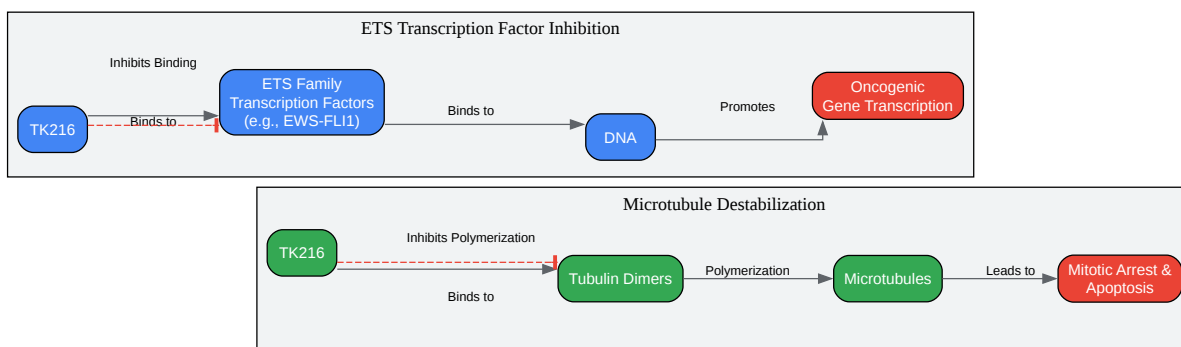 ETS Transcription Factor Inhibition
Inhibits Binding
TK216
Binds to
ETS Family
Transcription Factors
(e.g., EWS-FLI1)
Binds to
DNA
Promotes
Oncogenic
Gene Transcription
Microtubule Destabilization
TK216
Inhibits Polymerization
Binds to
Tubulin Dimers
Polymerization
Microtubules
Leads to
Mitotic Arrest &
Apoptosis